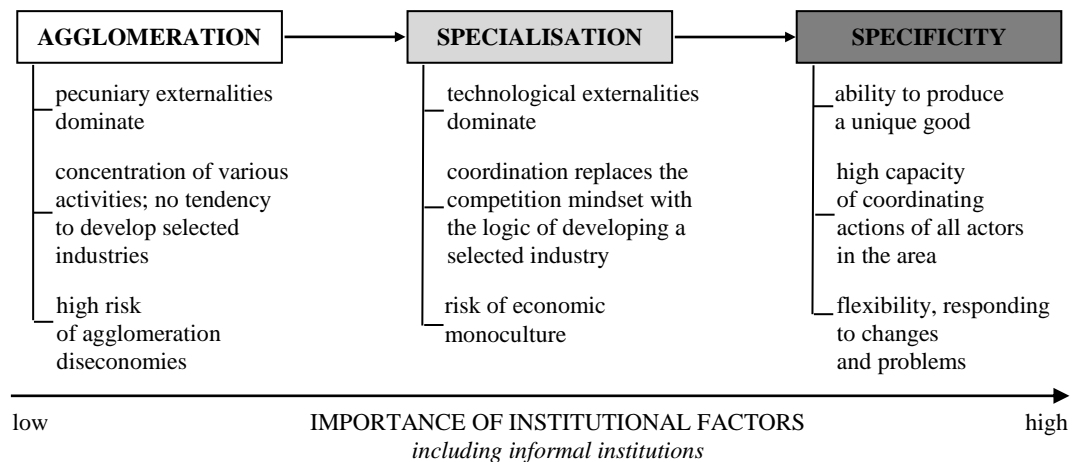 AGGLOMERATION
pecuniary externalities
dominate
concentration of various
activities; no tendency
to develop selected
industries
high risk
of agglomeration
diseconomies
SPECIALISATION
technological externalities
dominate
coordination replaces the
competition mindset with
the logic of developing a
selected industry
risk of economic
monoculture
SPECIFICITY
ability to produce
a unique good
high capacity
of coordinating
actions of all actors
in the area
flexibility, responding
to changes
and problems
low IMPORTANCE OF INSTITUTIONAL FACTORS high
including informal institutions